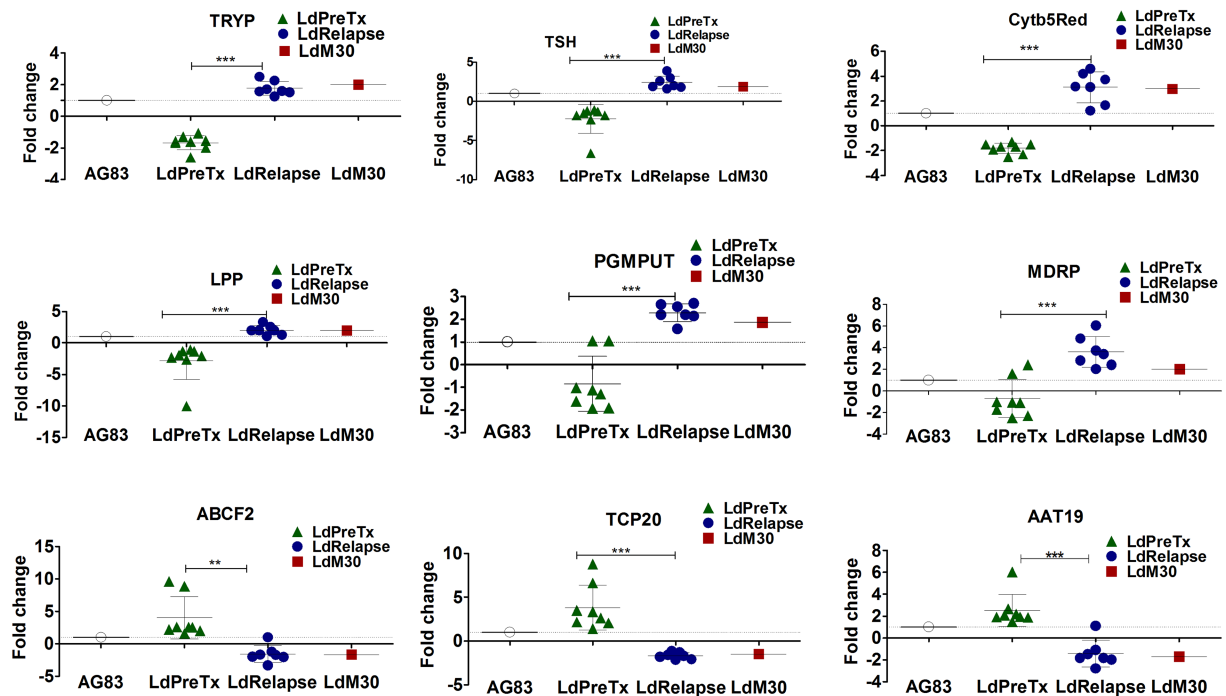 TRYP
LdPreTx
LdRelapse
LdM30
***
Fold change
6
4
2
0
-2
-4
AG83 LdPreTx LdRelapse LdM30
TSH
LdPreTx
LdRelapse
LdM30
***
Fold change
10
5
0
-5
-10
AG83 LdPreTx LdRelapse LdM30
Cytb5Red
LdPreTx
LdRelapse
LdM30
***
Fold change
6
4
2
0
-2
-4
AG83 LdPreTx LdRelapse LdM30
LPP
LdPreTx
LdRelapse
LdM30
***
Fold change
10
5
0
-5
-10
-15
AG83 LdPreTx LdRelapse LdM30
PGMPUT
LdPreTx
LdRelapse
LdM30
***
Fold change
3
2
1
0
-1
-2
-3
AG83 LdPreTx LdRelapse LdM30
MDRP
LdPreTx
LdRelapse
LdM30
***
Fold change
8
6
4
2
0
-2
-4
AG83 LdPreTx LdRelapse LdM30
ABCF2
LdPreTx
LdRelapse
LdM30
**
Fold change
15
10
5
0
-5
AG83 LdPreTx LdRelapse LdM30
TCP20
LdPreTx
LdRelapse
LdM30
***
Fold change
10
5
0
-5
AG83 LdPreTx LdRelapse LdM30
AAT19
LdPreTx
LdRelapse
LdM30
***
Fold change
8
6
4
2
0
-2
-4
AG83 LdPreTx LdRelapse LdM30